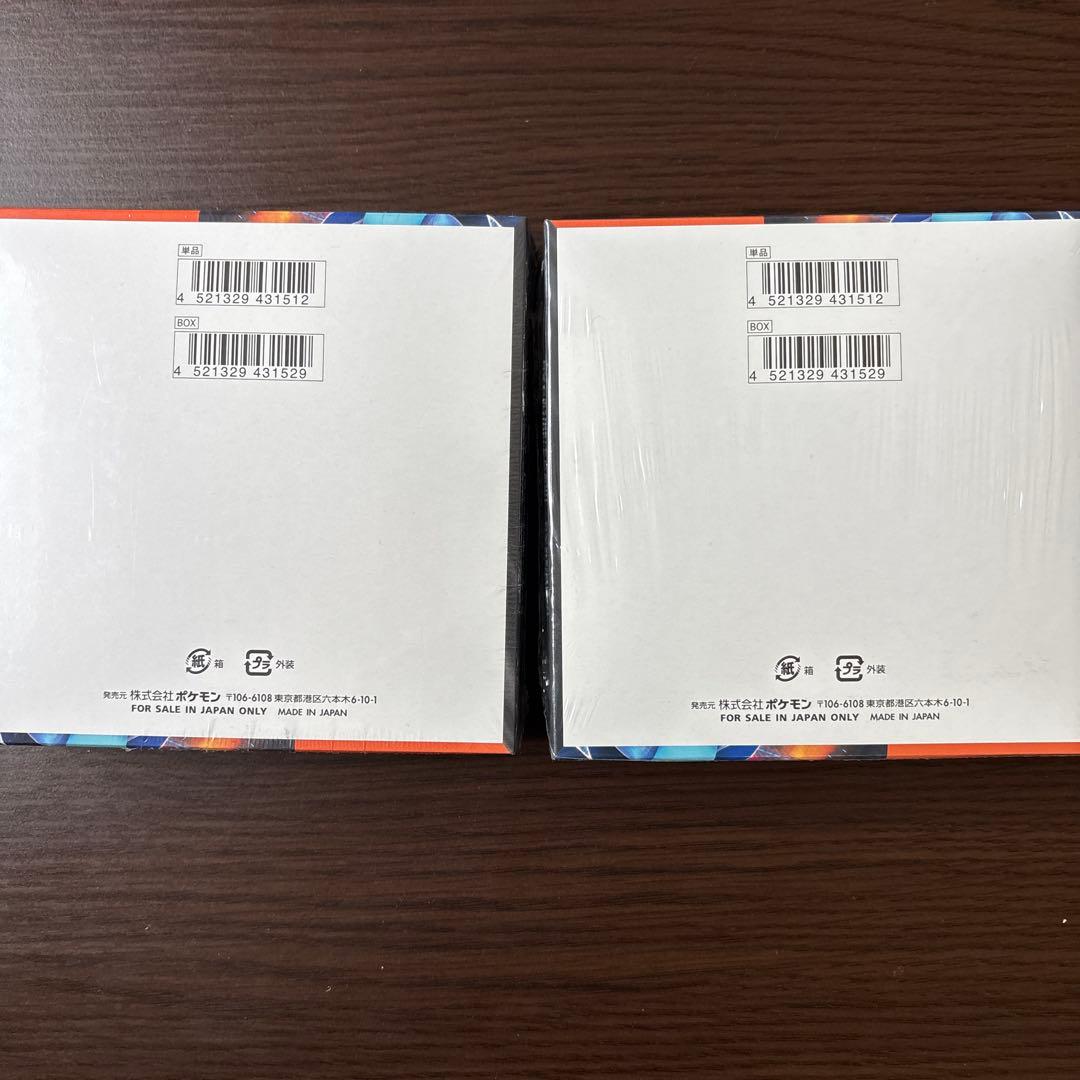 単品
4 521329 431512
BOX
4 521329 431529
紙 箱 プラ 外装
発売元 株式会社ポケモン 〒106-6108 東京都港区六本木6-10-1
FOR SALE IN JAPAN ONLY MADE IN JAPAN
単品
4 521329 431512
BOX
4 521329 431529
紙 箱 プラ 外装
発売元 株式会社ポケモン 〒106-6108 東京都港区六本木6-10-1
FOR SALE IN JAPAN ONLY MADE IN JAPAN